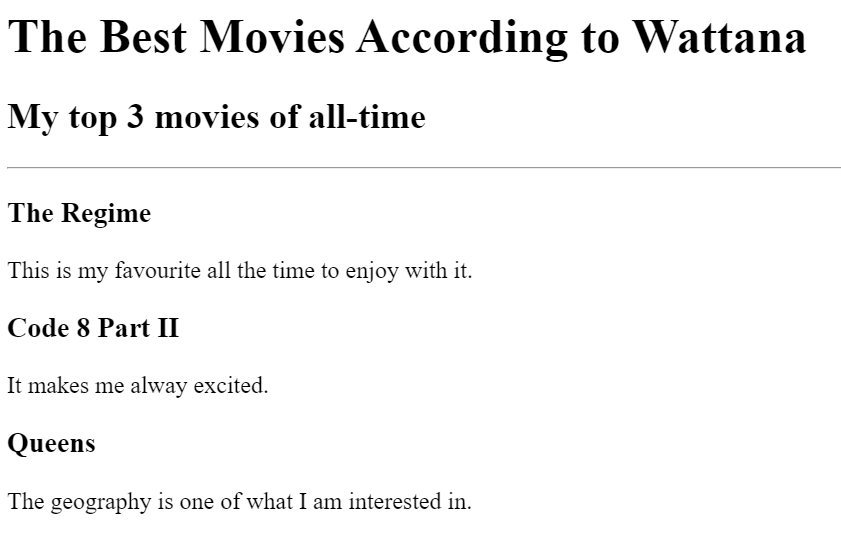 The Best Movies According to Wattana
My top 3 movies of all-time
The Regime
This is my favourite all the time to enjoy with it.
Code 8 Part II
It makes me alway excited.
Queens
The geography is one of what I am interested in.